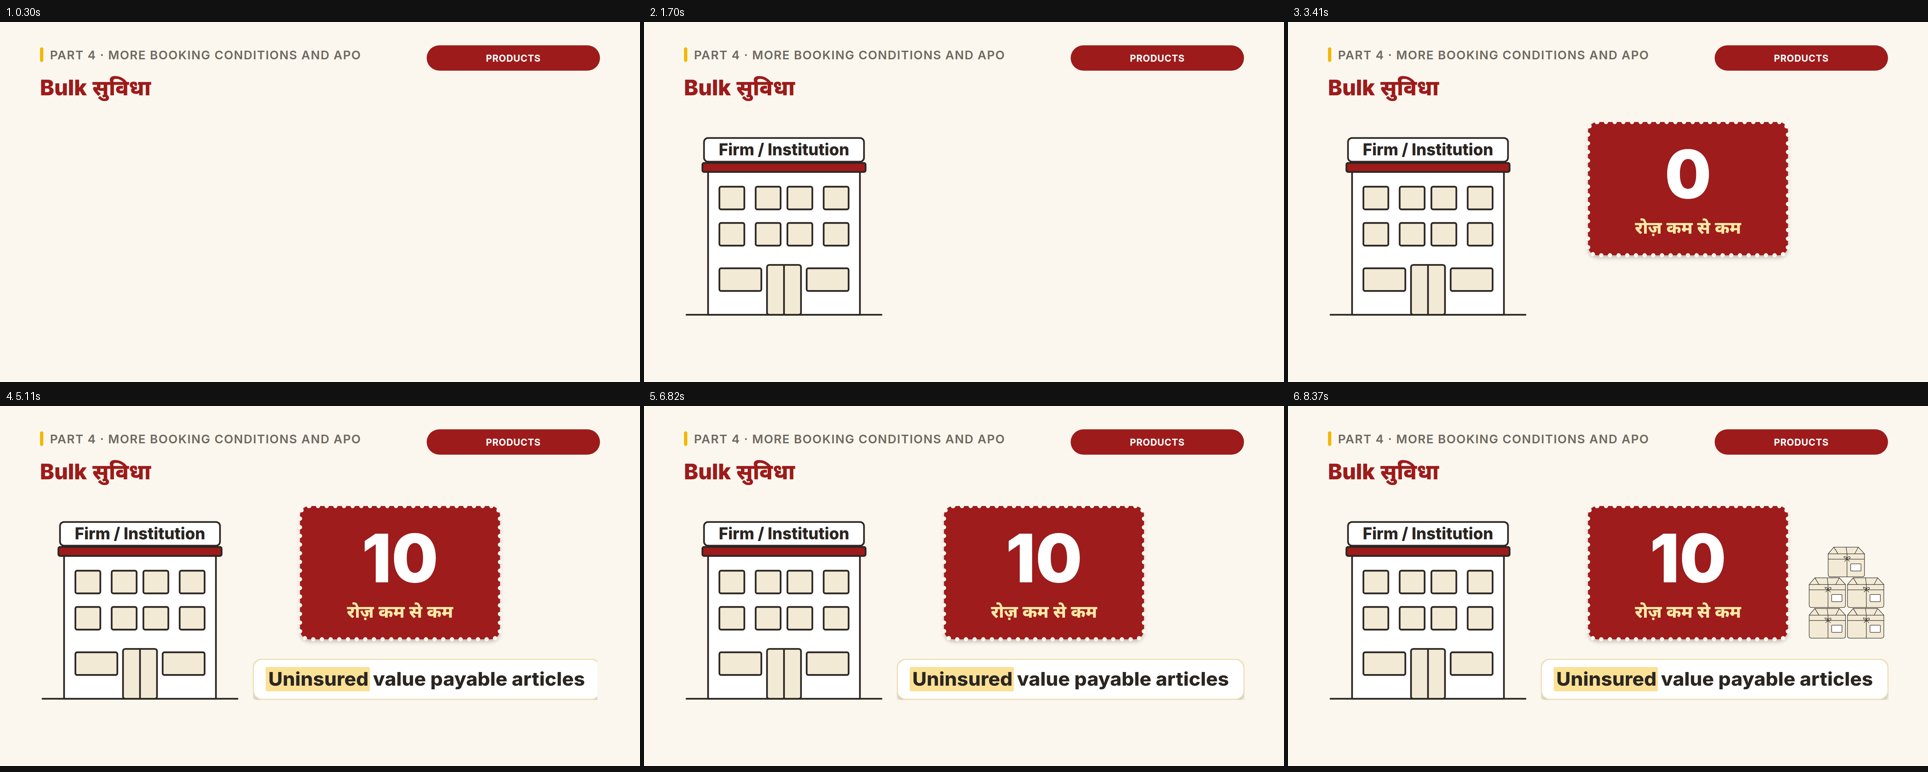 1. 0.30s
PART 4 · MORE BOOKING CONDITIONS AND APO
PRODUCTS
Bulk सुविधा
2. 1.70s
PART 4 · MORE BOOKING CONDITIONS AND APO
PRODUCTS
Bulk सुविधा
Firm / Institution
3. 3.41s
PART 4 · MORE BOOKING CONDITIONS AND APO
PRODUCTS
Bulk सुविधा
Firm / Institution
0
रोज़ कम से कम
4. 5.11s
PART 4 · MORE BOOKING CONDITIONS AND APO
PRODUCTS
Bulk सुविधा
Firm / Institution
10
रोज़ कम से कम
Uninsured value payable articles
5. 6.82s
PART 4 · MORE BOOKING CONDITIONS AND APO
PRODUCTS
Bulk सुविधा
Firm / Institution
10
रोज़ कम से कम
Uninsured value payable articles
6. 8.37s
PART 4 · MORE BOOKING CONDITIONS AND APO
PRODUCTS
Bulk सुविधा
Firm / Institution
10
रोज़ कम से कम
Uninsured value payable articles